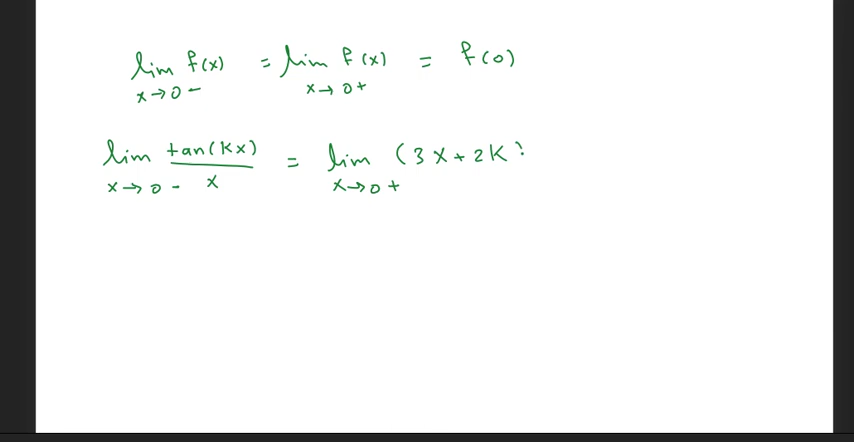 lim f(x) = lim f(x) = f(0)
x→0- x→0+
lim tan(kx)/x = lim (3x+2k)
x→0- x→0+